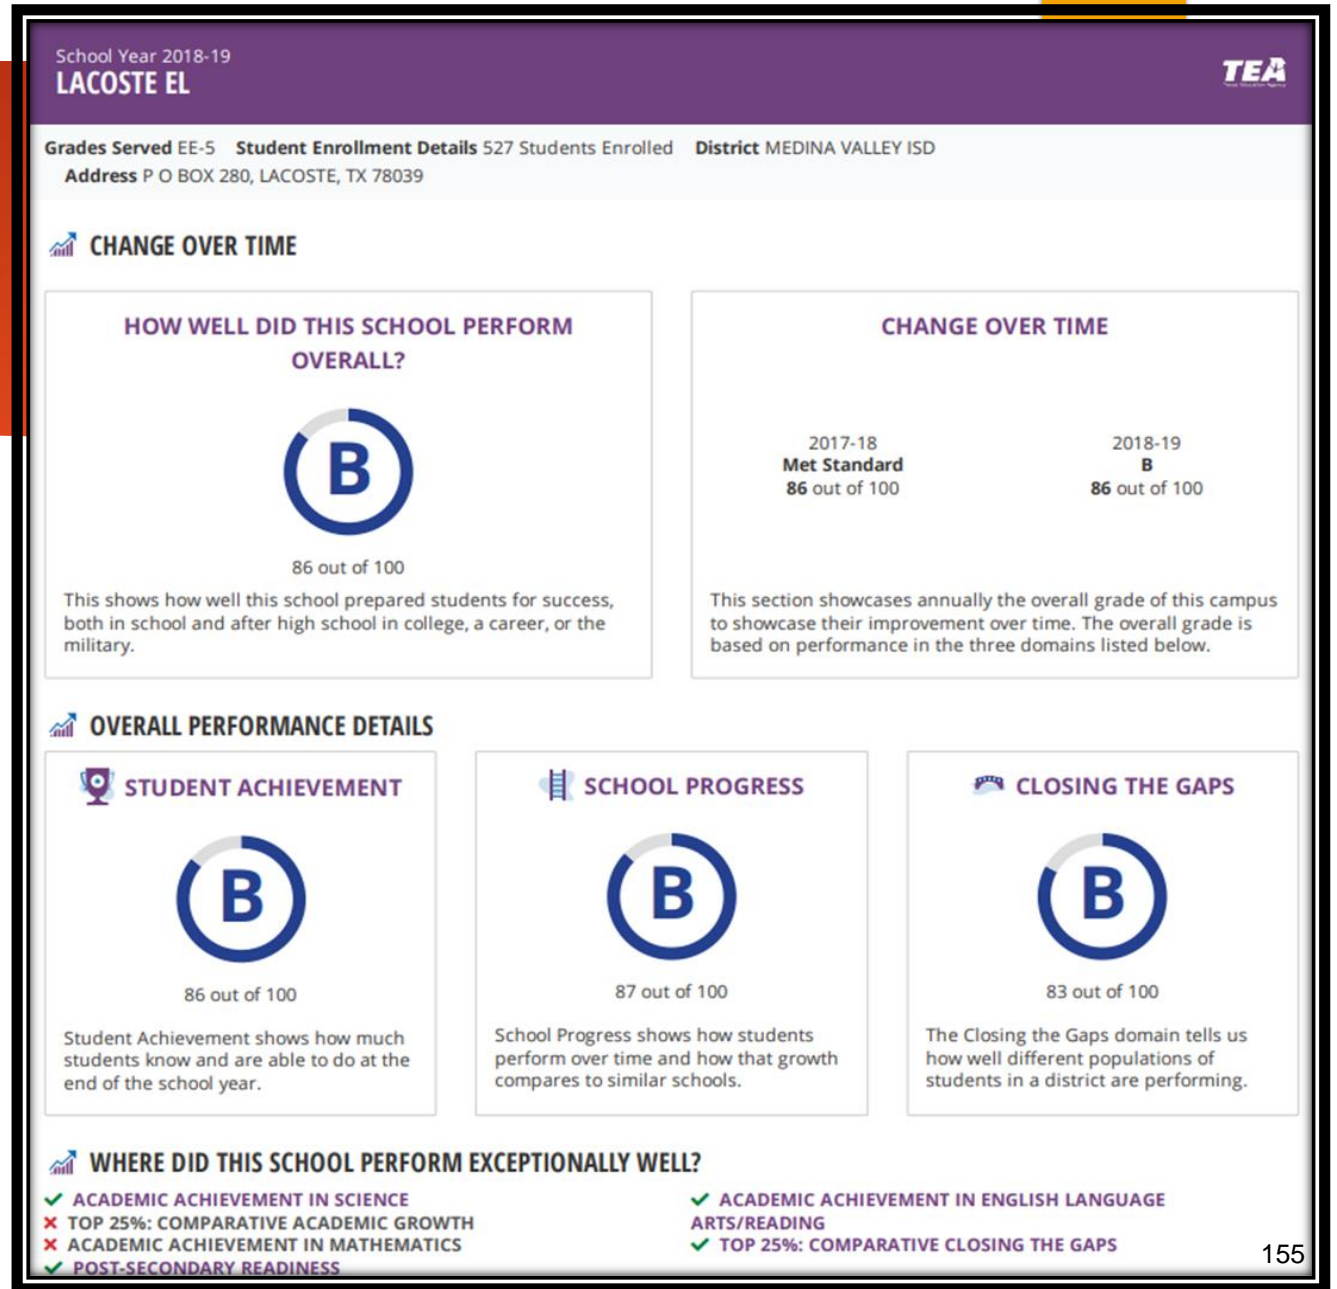 School Year 2018-19
LACOSTE EL
TEA
Grades Served EE-5 Student Enrollment Details 527 Students Enrolled District MEDINA VALLEY ISD
Address P O BOX 280, LACOSTE, TX 78039
CHANGE OVER TIME
HOW WELL DID THIS SCHOOL PERFORM
OVERALL?
B
86 out of 100
This shows how well this school prepared students for success,
both in school and after high school in college, a career, or the
military.
CHANGE OVER TIME
2017-18
Met Standard
86 out of 100
2018-19
B
86 out of 100
This section showcases annually the overall grade of this campus
to showcase their improvement over time. The overall grade is
based on performance in the three domains listed below.
OVERALL PERFORMANCE DETAILS
STUDENT ACHIEVEMENT
B
86 out of 100
Student Achievement shows how much
students know and are able to do at the
end of the school year.
SCHOOL PROGRESS
B
87 out of 100
School Progress shows how students
perform over time and how that growth
compares to similar schools.
CLOSING THE GAPS
B
83 out of 100
The Closing the Gaps domain tells us
how well different populations of
students in a district are performing.
WHERE DID THIS SCHOOL PERFORM EXCEPTIONALLY WELL?
✓ ACADEMIC ACHIEVEMENT IN SCIENCE
✗ TOP 25%: COMPARATIVE ACADEMIC GROWTH
✗ ACADEMIC ACHIEVEMENT IN MATHEMATICS
✓ POST-SECONDARY READINESS
✓ ACADEMIC ACHIEVEMENT IN ENGLISH LANGUAGE
ARTS/READING
✓ TOP 25%: COMPARATIVE CLOSING THE GAPS
155